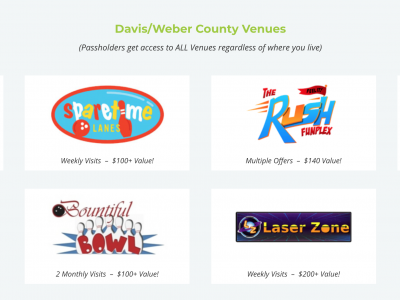 Davis/Weber County Venues
(Passholders get access to ALL Venues regardless of where you live)
sparetime
LANES
Weekly Visits – $100+ Value!
THE
RUSH
FUNPLEX
Multiple Offers – $140 Value!
Bountiful
BOWL
2 Monthly Visits – $100+ Value!
Laser Zone
Weekly Visits – $200+ Value!